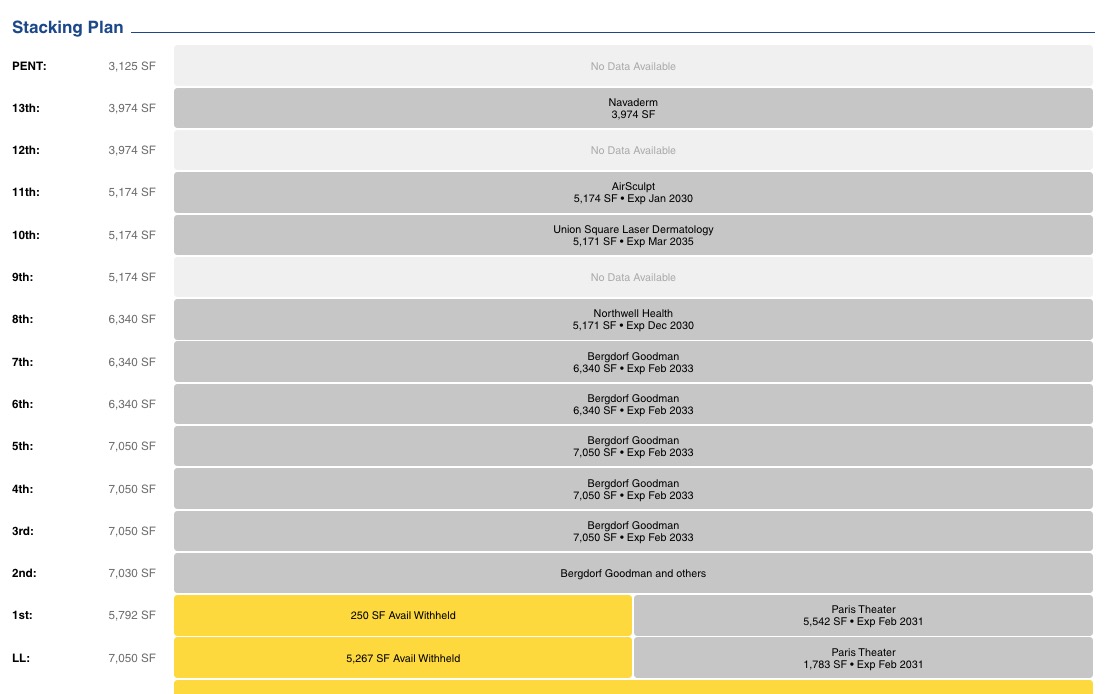 Stacking Plan
PENT: 3,125 SF No Data Available
13th: 3,974 SF Navaderm
3,974 SF
12th: 3,974 SF No Data Available
11th: 5,174 SF AirSculpt
5,174 SF • Exp Jan 2030
10th: 5,174 SF Union Square Laser Dermatology
5,171 SF • Exp Mar 2035
9th: 5,174 SF No Data Available
8th: 6,340 SF Northwell Health
5,171 SF • Exp Dec 2030
7th: 6,340 SF Bergdorf Goodman
6,340 SF • Exp Feb 2033
6th: 6,340 SF Bergdorf Goodman
6,340 SF • Exp Feb 2033
5th: 7,050 SF Bergdorf Goodman
7,050 SF • Exp Feb 2033
4th: 7,050 SF Bergdorf Goodman
7,050 SF • Exp Feb 2033
3rd: 7,050 SF Bergdorf Goodman
7,050 SF • Exp Feb 2033
2nd: 7,030 SF Bergdorf Goodman and others
1st: 5,792 SF 250 SF Avail Withheld Paris Theater
5,542 SF • Exp Feb 2031
LL: 7,050 SF 5,267 SF Avail Withheld Paris Theater
1,783 SF • Exp Feb 2031